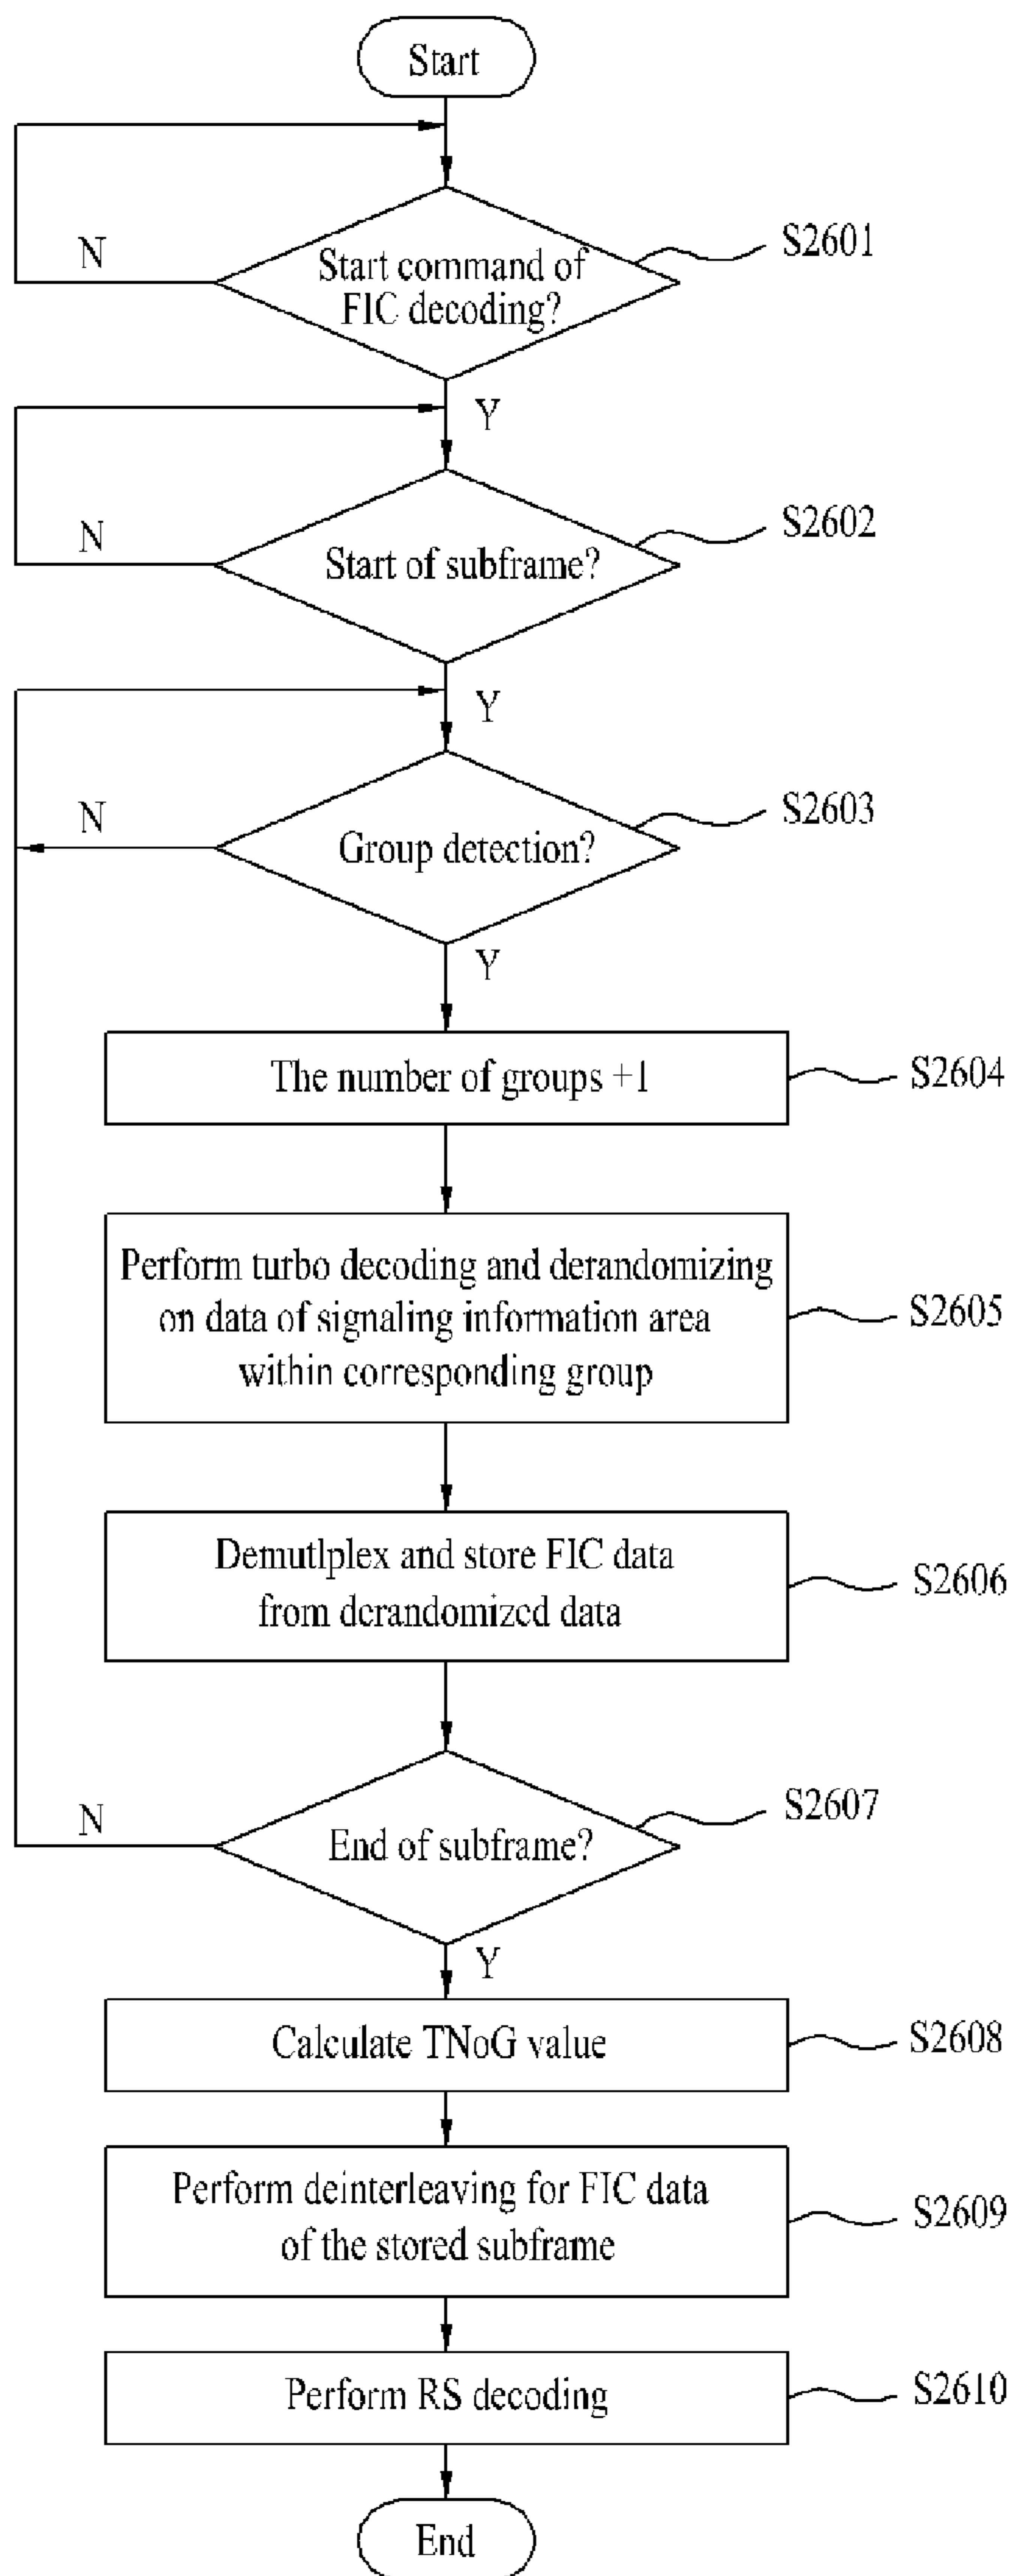 Start
N
Start command of
FIC decoding?
S2601
Y
N
Start of subframe?
S2602
Y
N
Group detection?
S2603
Y
The number of groups +1
S2604
Perform turbo decoding and derandomizing
on data of signaling information area
within corresponding group
S2605
Demutlplex and store FIC data
from derandomized data
S2606
N
End of subframe?
S2607
Y
Calculate TNoG value
S2608
Perform deinterleaving for FIC data
of the stored subframe
S2609
Perform RS decoding
S2610
End